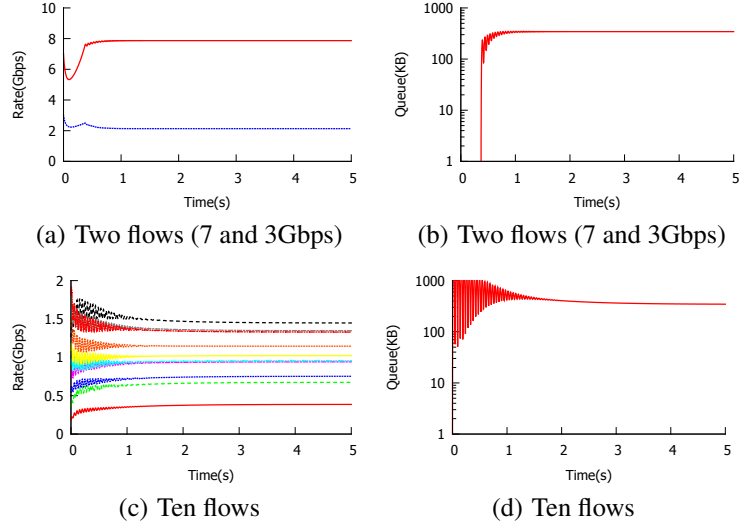 10
8
6
4
2
0
Rate(Gbps)
0 1 2 3 4 5
Time(s)
(a) Two flows (7 and 3Gbps)
1000
100
10
1
Queue(KB)
0 1 2 3 4 5
Time(s)
(b) Two flows (7 and 3Gbps)
2
1.5
1
0.5
0
Rate(Gbps)
0 1 2 3 4 5
Time(s)
(c) Ten flows
1000
100
10
1
Queue(KB)
0 1 2 3 4 5
Time(s)
(d) Ten flows